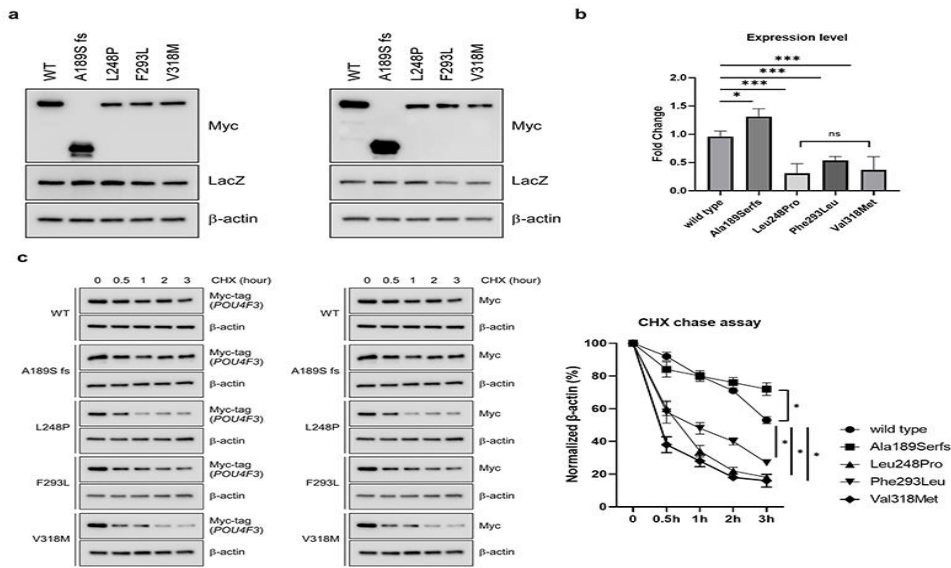 a
WT
A189S fs
L248P
F293L
V318M
Myc
LacZ
β-actin
WT
A189S fs
L248P
F293L
V318M
Myc
LacZ
β-actin
b
Expression level
***
***
***
*
ns
Fold Change
2.0
1.5
1.0
0.5
0.0
wild type
Ala189Serfs
Leu248Pro
Phe293Leu
Val318Met
c
0 0.5 1 2 3 CHX (hour)
WT
Myc-tag
(POU4F3)
β-actin
A189S fs
Myc-tag
(POU4F3)
β-actin
L248P
Myc-tag
(POU4F3)
β-actin
F293L
Myc-tag
(POU4F3)
β-actin
V318M
Myc-tag
(POU4F3)
β-actin
0 0.5 1 2 3 CHX (hour)
WT
Myc
β-actin
A189S fs
Myc
β-actin
L248P
Myc
β-actin
F293L
Myc
β-actin
V318M
Myc
β-actin
CHX chase assay
Normalized β-actin (%)
100
80
60
40
20
0
0 0.5h 1h 2h 3h
*
* * *
wild type
Ala189Serfs
Leu248Pro
Phe293Leu
Val318Met